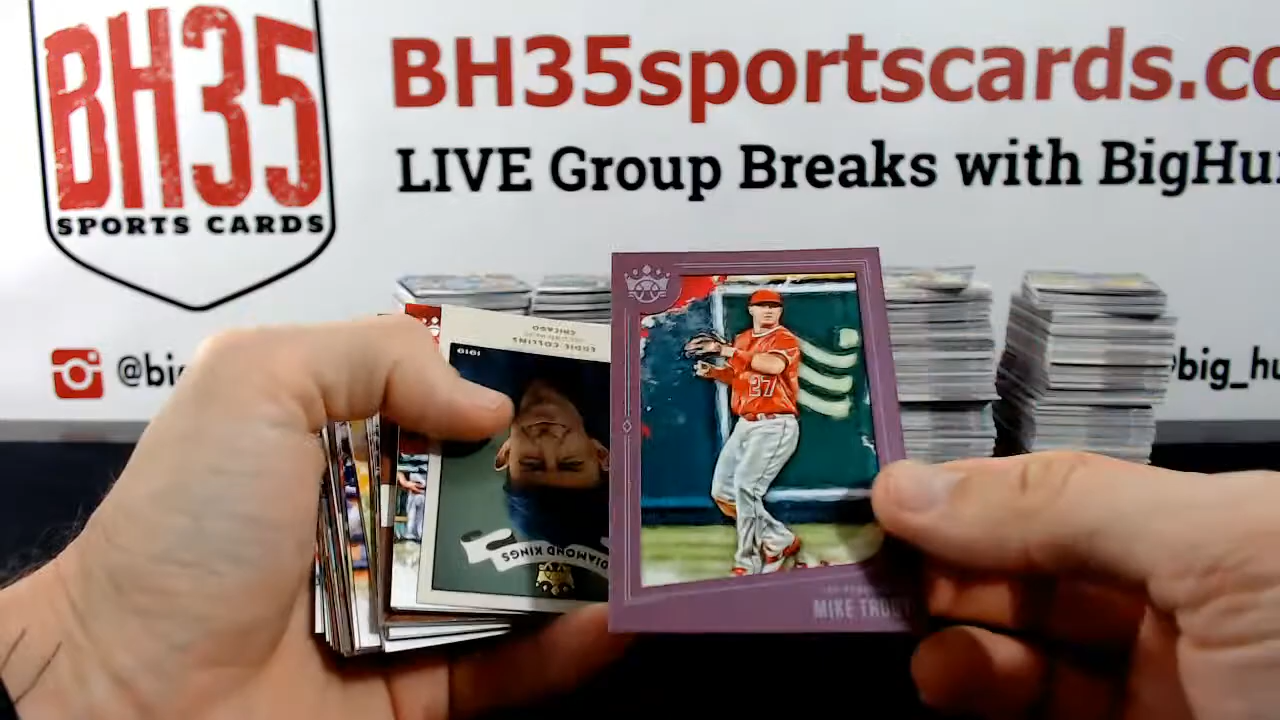 BH35
SPORTS CARDS
BH35sportscards.co
LIVE Group Breaks with BigHu
@bi
big_hu
EDDIE COLLINS
CHICAGO
1919
DIAMOND KINGS
27
MIKE TROUT